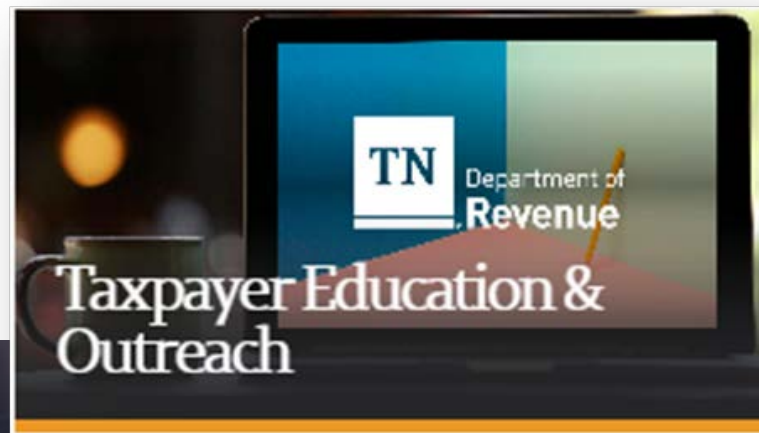 TN
Department of
Revenue
Taxpayer Education &
Outreach